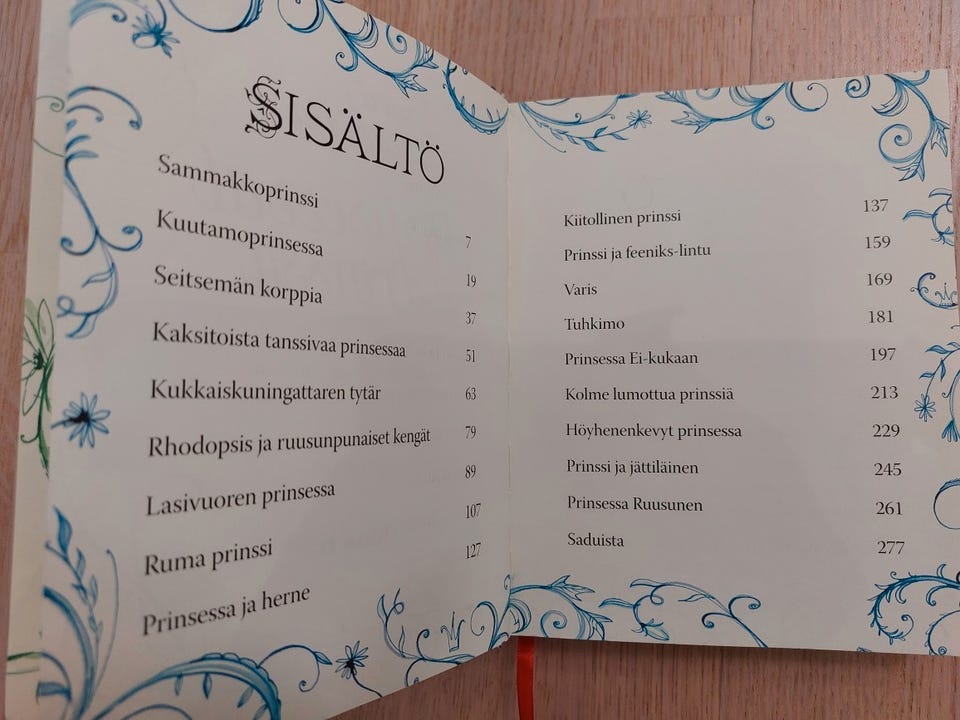 SISÄLTÖ
Sammakkoprinssi 7
Kuutamoprinsessa 19
Seitsemän korppia 37
Kaksitoista tanssivaa prinsessaa 51
Kukkaiskuningattaren tytär 63
Rhodopsis ja ruusunpunaiset kengät 79
Lasivuoren prinsessa 89
Ruma prinssi 107
Prinsessa ja herne 127
Kiitollinen prinssi 137
Prinssi ja feeniks-lintu 159
Varis 169
Tuhkimo 181
Prinsessa Ei-kukaan 197
Kolme lumottua prinssiä 213
Höyhenenkevyt prinsessa 229
Prinssi ja jättiläinen 245
Prinsessa Ruusunen 261
Saduista 277